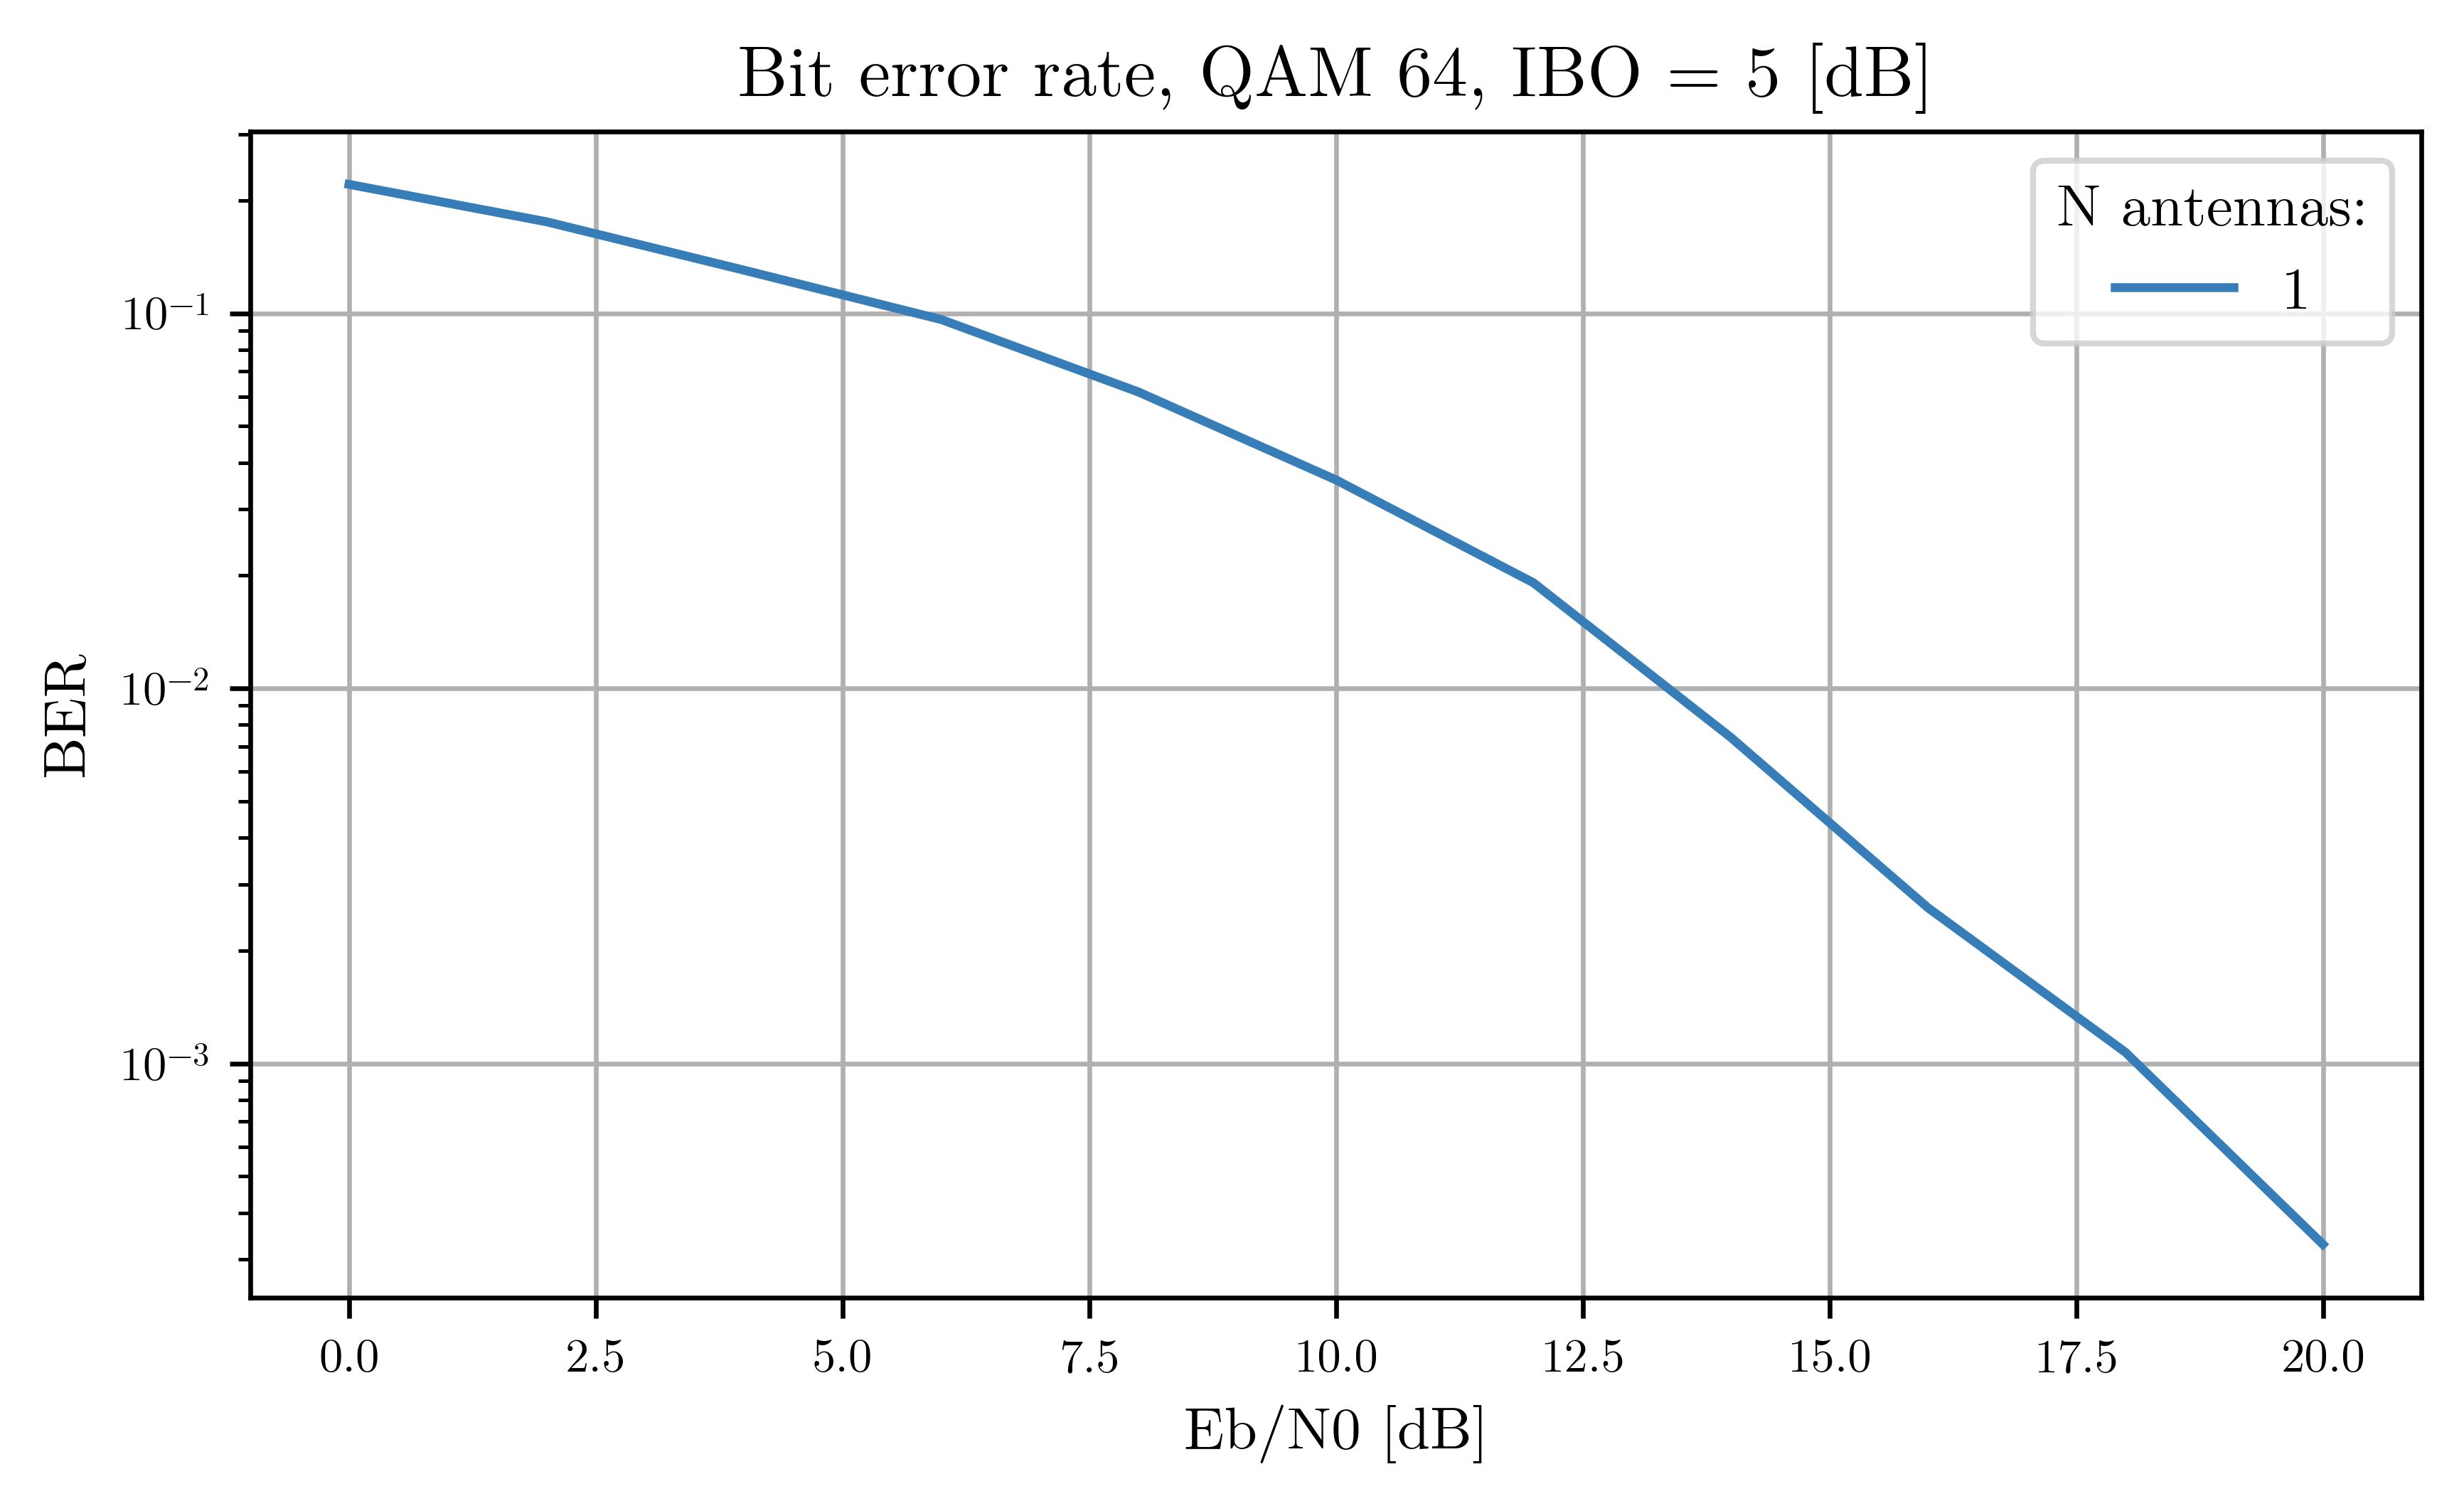 Bit error rate, QAM 64, IBO = 5 [dB]
N antennas:
1
BER
10⁻¹
10⁻²
10⁻³
0.0 2.5 5.0 7.5 10.0 12.5 15.0 17.5 20.0
Eb/N0 [dB]